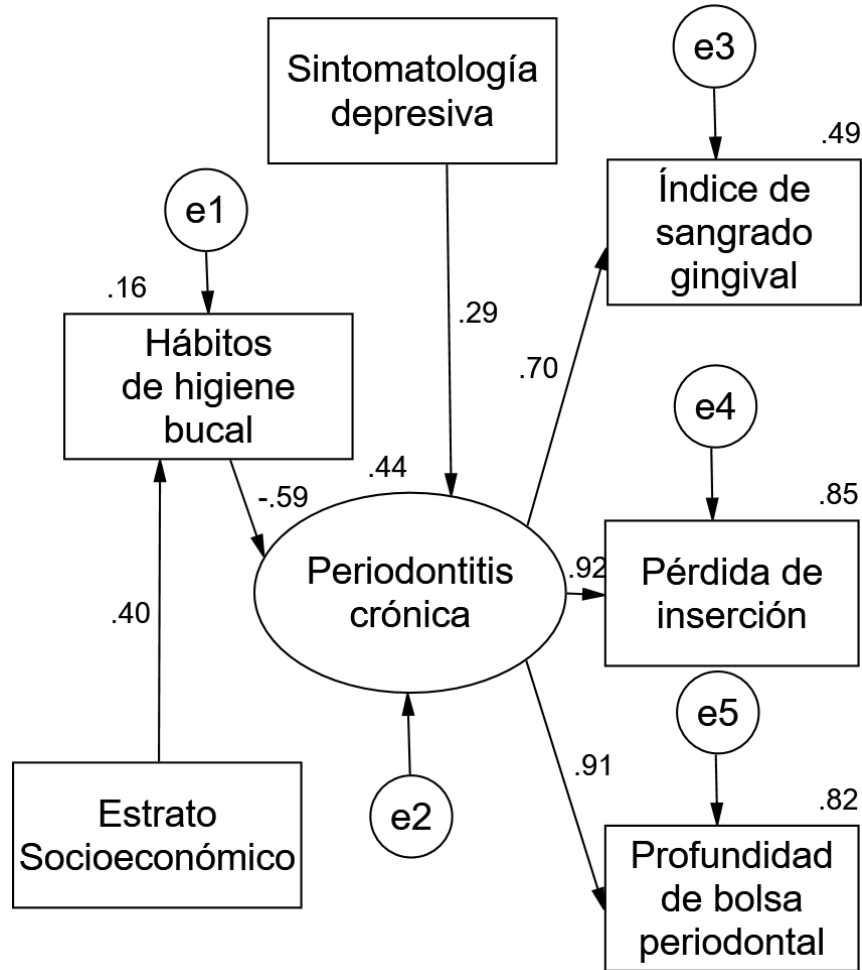 Sintomatología
depresiva
e3
.49
Índice de
sangrado
gingival
e1
.16
Hábitos
de higiene
bucal
.29
.70
e4
.44
-.59
.85
Periodontitis
crónica
.92
Pérdida de
inserción
.40
e5
.91
e2
.82
Estrato
Socioeconómico
Profundidad
de bolsa
periodontal